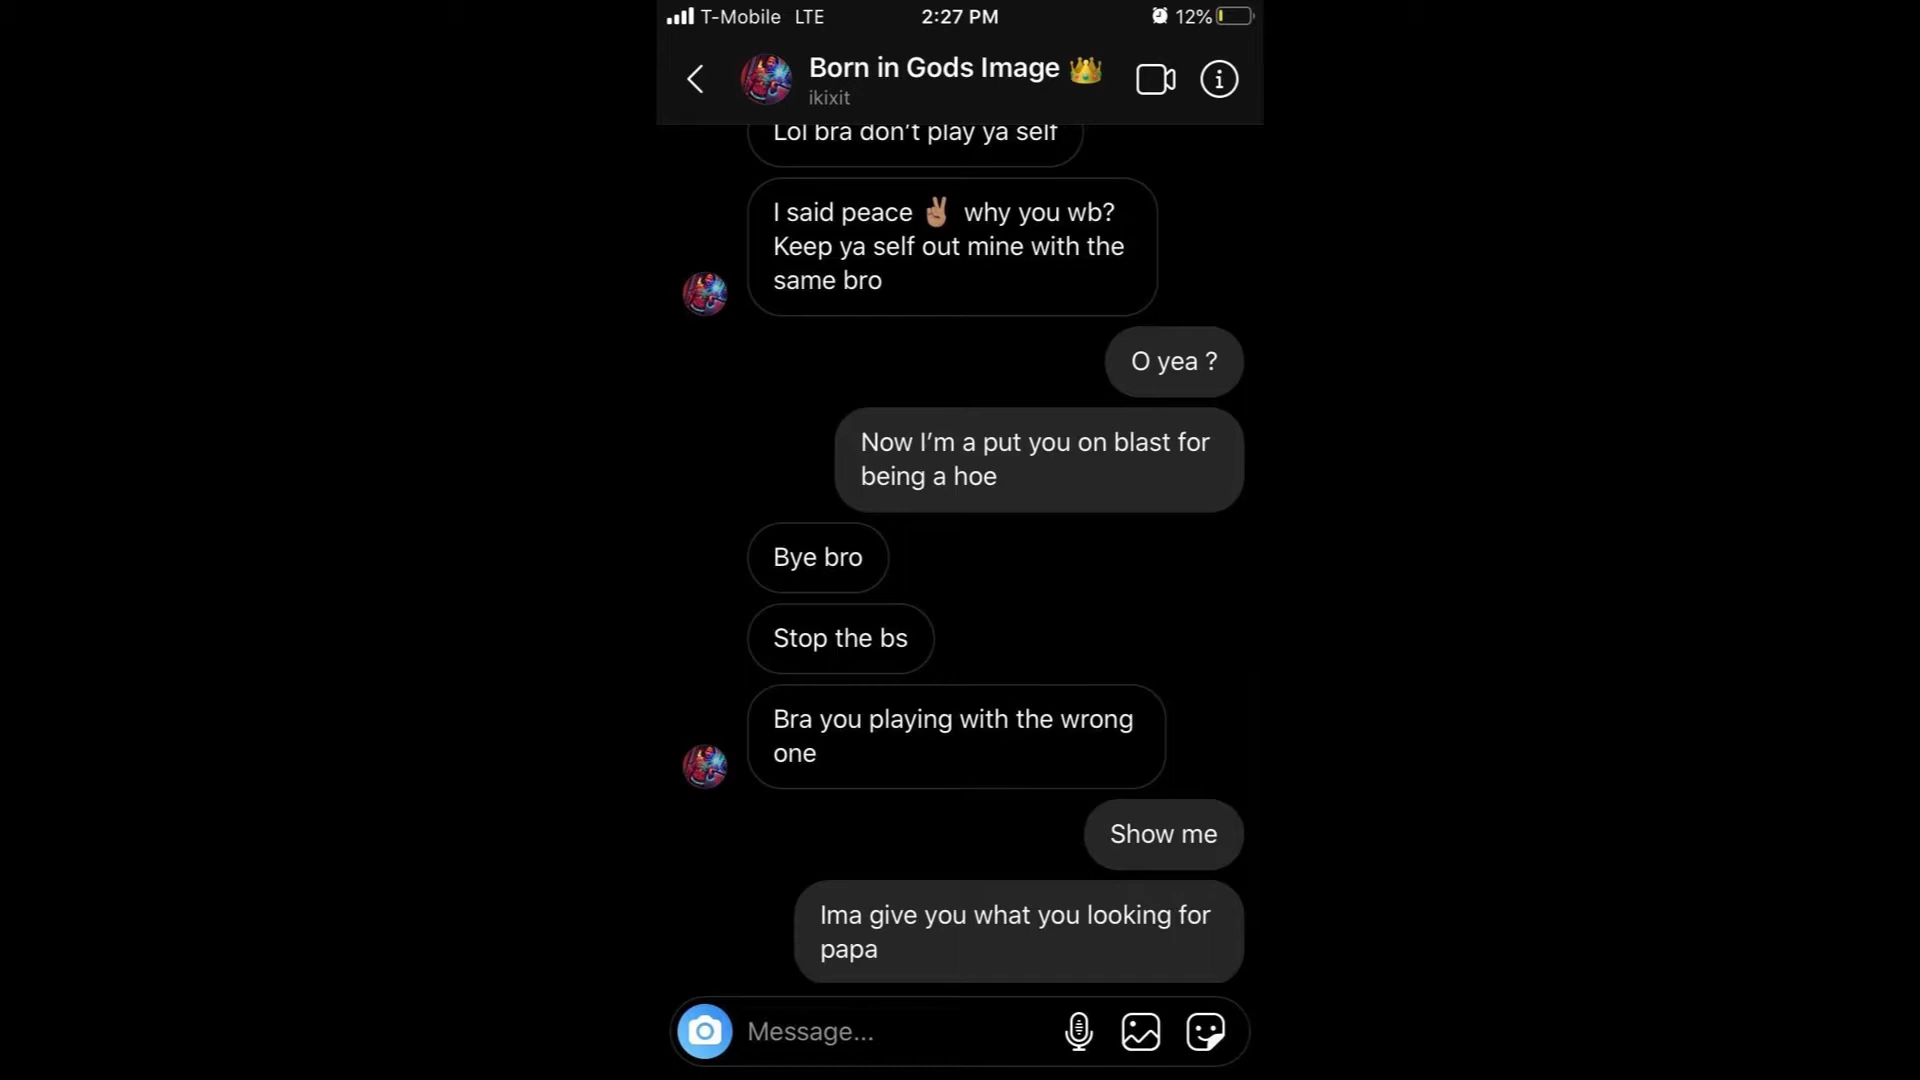 T-Mobile LTE 2:27 PM 12%
Born in Gods Image 👑
ikixit
Lol bra don't play ya self
I said peace ✌🏽 why you wb?
Keep ya self out mine with the
same bro
O yea ?
Now I'm a put you on blast for
being a hoe
Bye bro
Stop the bs
Bra you playing with the wrong
one
Show me
Ima give you what you looking for
papa
Message...